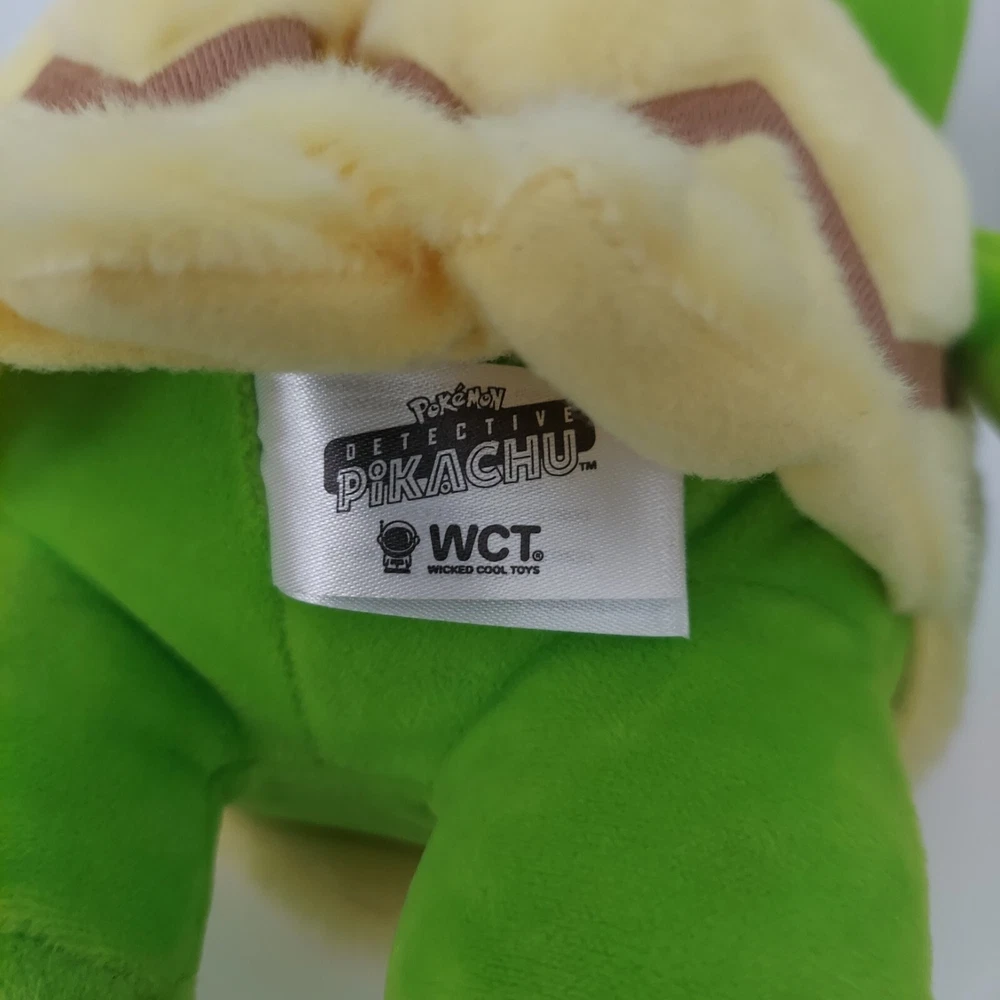 POKéMON
DETECTIVE
PiKACHU™
WCT®
WICKED COOL TOYS